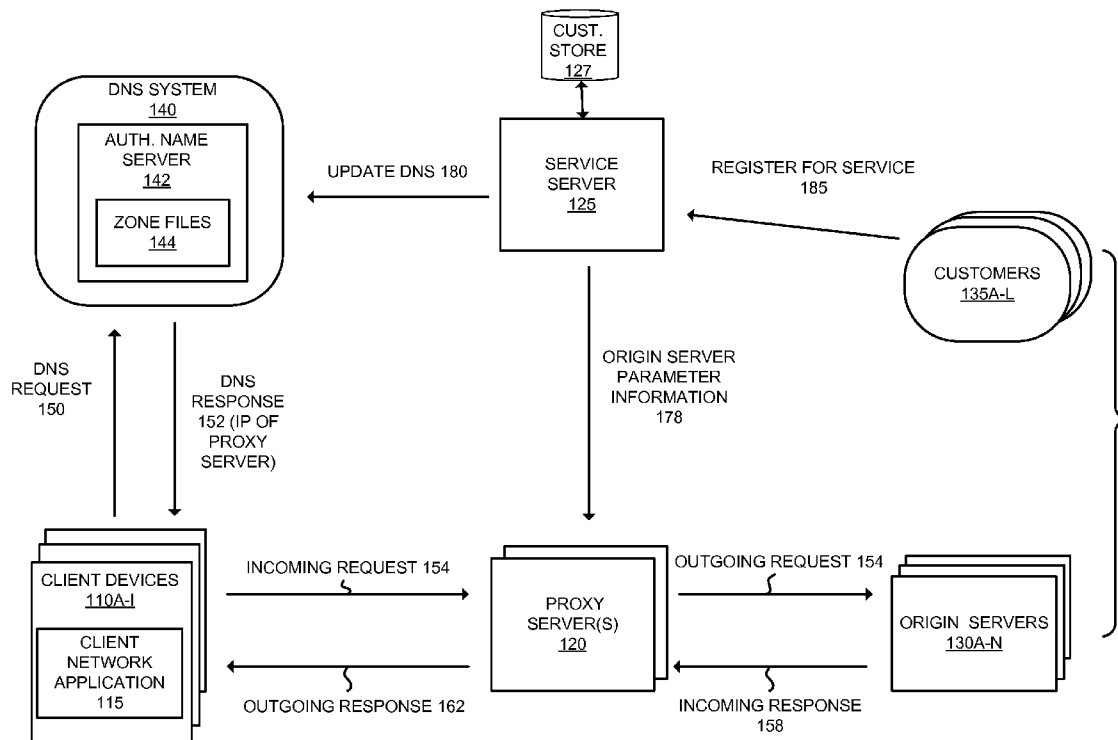 CUST.
STORE
127
DNS SYSTEM
140
AUTH. NAME
SERVER
142
ZONE FILES
144
UPDATE DNS 180
SERVICE
SERVER
125
REGISTER FOR SERVICE
185
CUSTOMERS
135A-L
DNS
REQUEST
150
DNS
RESPONSE
152 (IP OF
PROXY
SERVER)
ORIGIN SERVER
PARAMETER
INFORMATION
178
CLIENT DEVICES
110A-I
CLIENT
NETWORK
APPLICATION
115
INCOMING REQUEST 154
OUTGOING RESPONSE 162
PROXY
SERVER(S)
120
OUTGOING REQUEST 154
INCOMING RESPONSE
158
ORIGIN SERVERS
130A-N